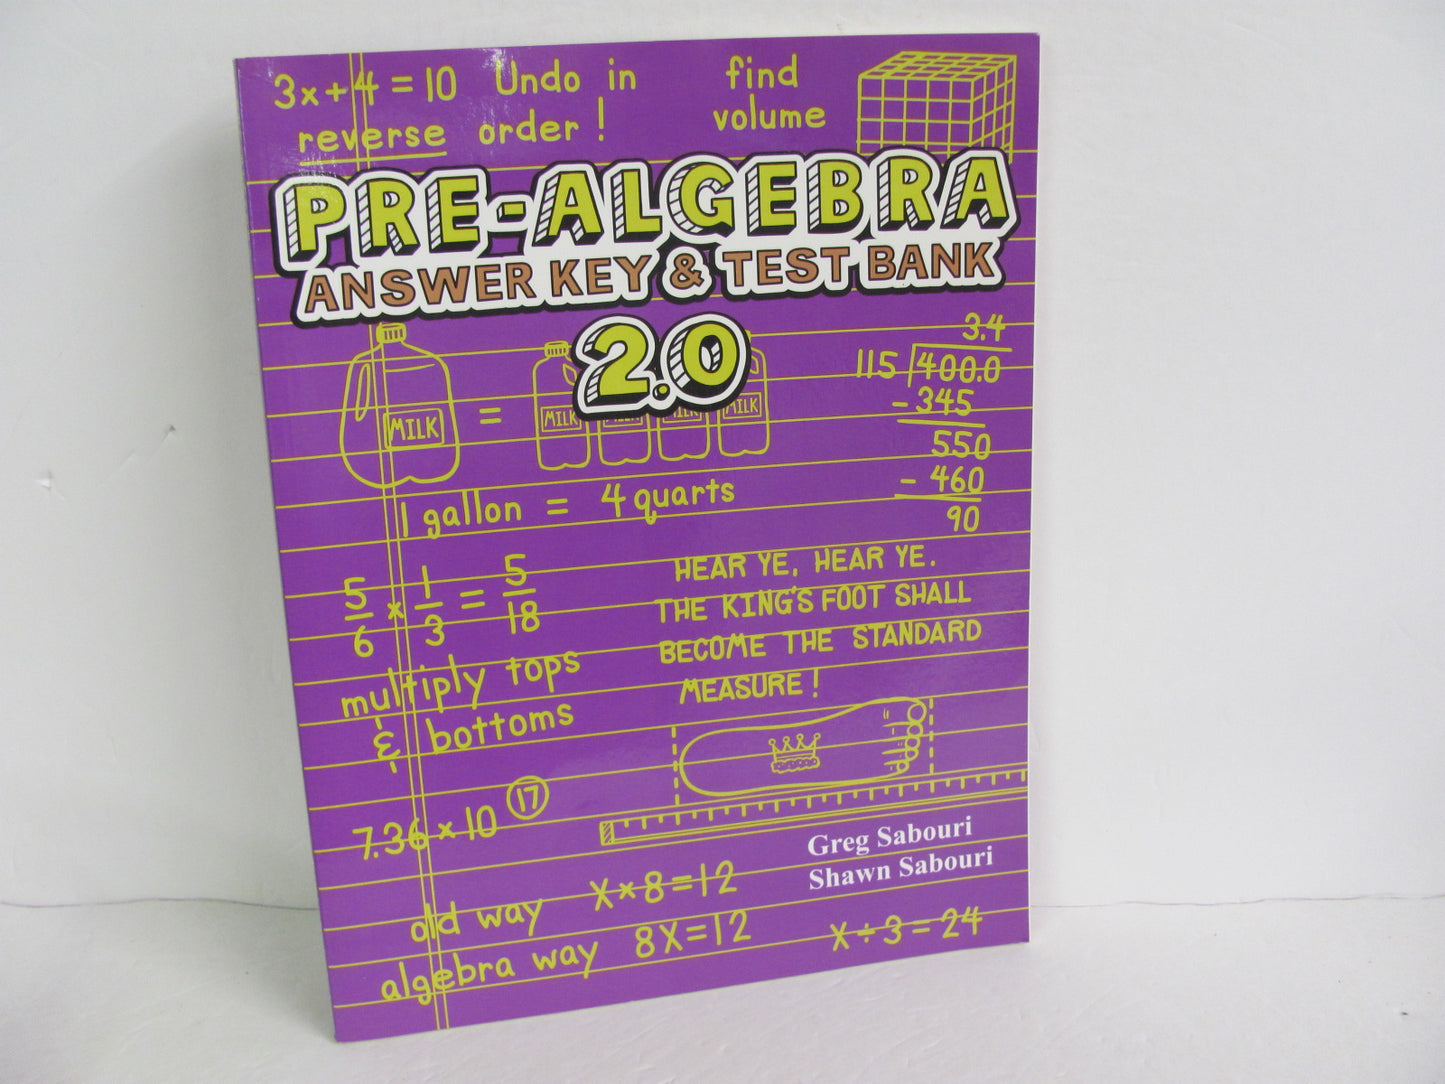 3x+4 = 10 Undo in
reverse order!
find
volume
PRE-ALGEBRA
ANSWER KEY & TEST BANK
2.0
MILK = MILK MILK MILK MILK
1 gallon = 4 quarts
3.4
115 400.0
- 345
550
- 460
90
5/6 × 1/3 = 5/18
multiply tops
& bottoms
HEAR YE, HEAR YE.
THE KING'S FOOT SHALL
BECOME THE STANDARD
MEASURE!
7.36 × 10 17
Greg Sabouri
Shawn Sabouri
old way X × 8 = 12
algebra way 8X = 12
X ÷ 3 = 24